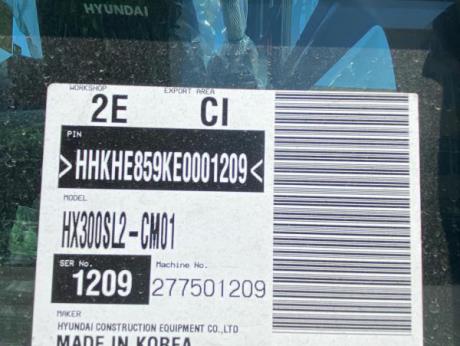 HYUNDAI
WORKSHOP EXPORT AREA
2E CI
PIN
>HHKHE859KE0001209<
MODEL
HX300SL2-CM01
SER No. Machine No.
1209 277501209
MAKER
HYUNDAI CONSTRUCTION EQUIPMENT CO.,LTD
MADE IN KOREA